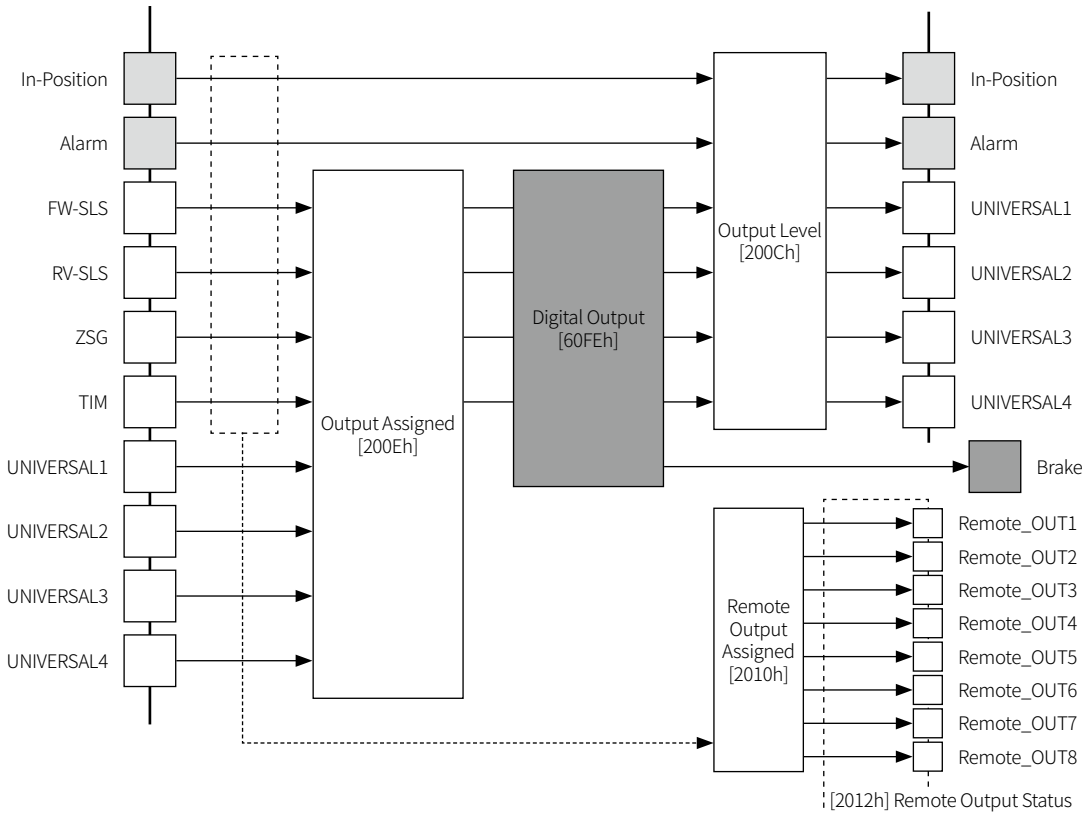 In-Position
Alarm
FW-SLS
RV-SLS
ZSG
TIM
UNIVERSAL1
UNIVERSAL2
UNIVERSAL3
UNIVERSAL4
Output Assigned
[200Eh]
Digital Output
[60FEh]
Output Level
[200Ch]
In-Position
Alarm
UNIVERSAL1
UNIVERSAL2
UNIVERSAL3
UNIVERSAL4
Brake
Remote
Output
Assigned
[2010h]
Remote_OUT1
Remote_OUT2
Remote_OUT3
Remote_OUT4
Remote_OUT5
Remote_OUT6
Remote_OUT7
Remote_OUT8
[2012h] Remote Output Status